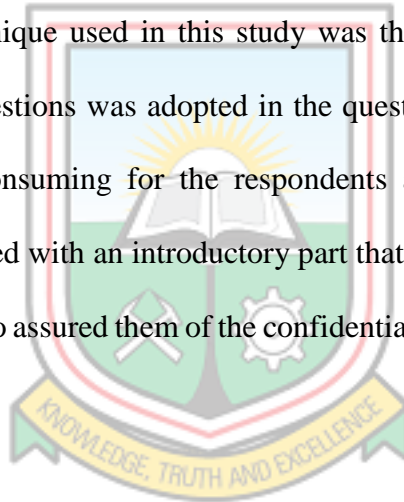 nique used in this study was th
estions was adopted in the quest
onsuming for the respondents
ed with an introductory part that
o assured them of the confidentia
KNOWLEDGE, TRUTH AND EXCELLENCE